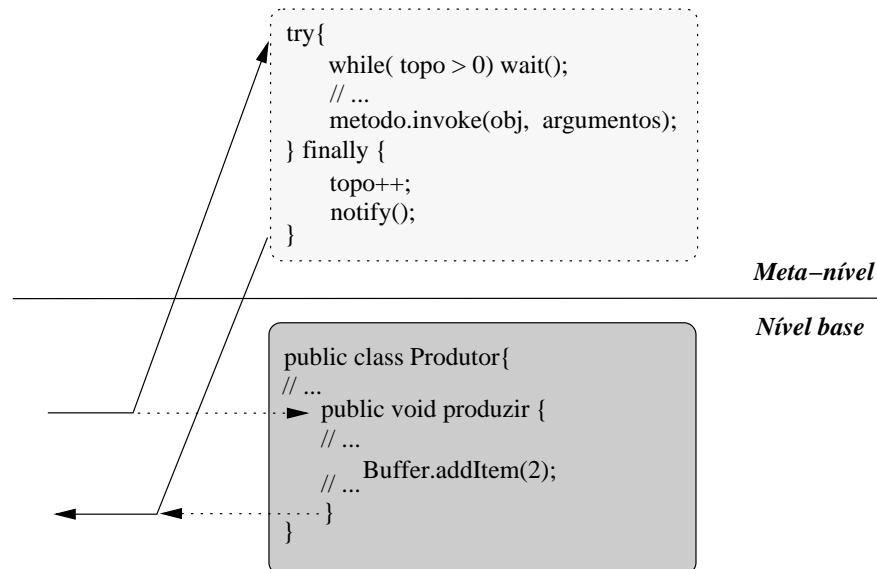 try{
while( topo > 0) wait();
// ...
metodo.invoke(obj, argumentos);
} finally {
topo++;
notify();
}
Meta−nível
Nível base
public class Produtor{
// ...
public void produzir {
// ...
Buffer.addItem(2);
// ...
}
}